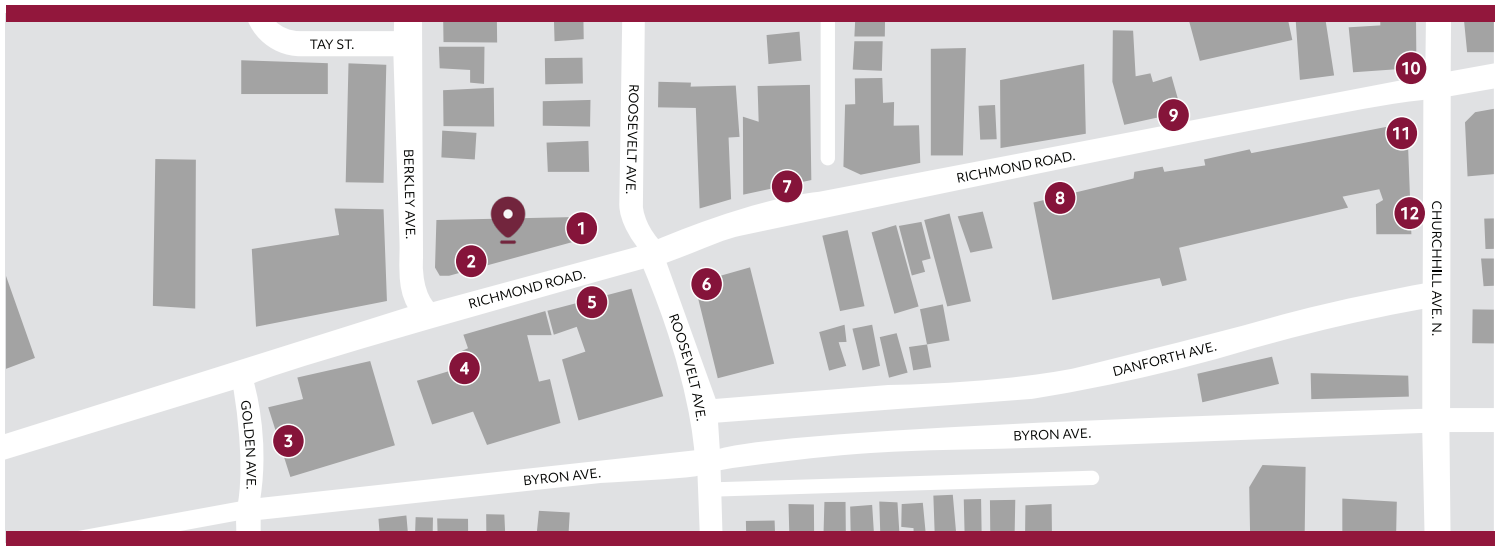 TAY ST.
10
ROOSEVELT AVE.
9
11
BERKLEY AVE.
RICHMOND ROAD.
7
8
12
1
CHURCHHILL AVE. N.
2
RICHMOND ROAD.
6
5
ROOSEVELT AVE.
4
DANFORTH AVE.
GOLDEN AVE.
3
BYRON AVE.
BYRON AVE.